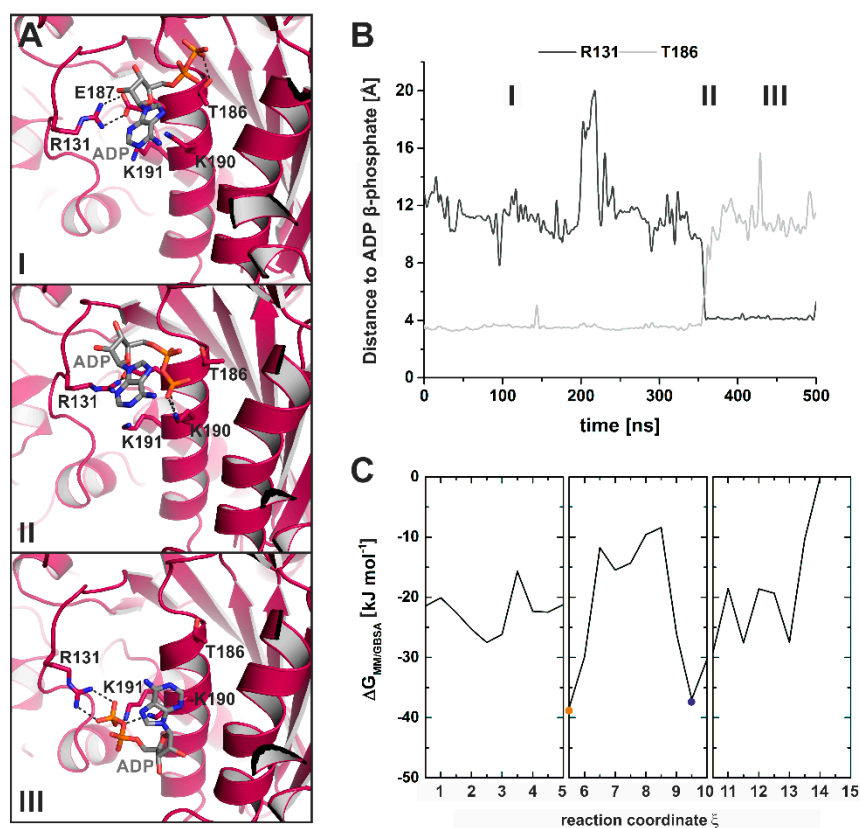 A
E187
T186
R131
ADP
K190
K191
I
ADP
T186
R131
K191
K190
II
T186
R131
K191
K190
ADP
III
B
R131 T186
I II III
20
16
12
8
4
0
Distance to ADP β-phosphate [Å]
0 100 200 300 400 500
time [ns]
C
0
-10
-20
-30
-40
-50
ΔG MM/GBSA [kJ mol⁻¹]
1 2 3 4 5 6 7 8 9 10 11 12 13 14 15
reaction coordinate ξ